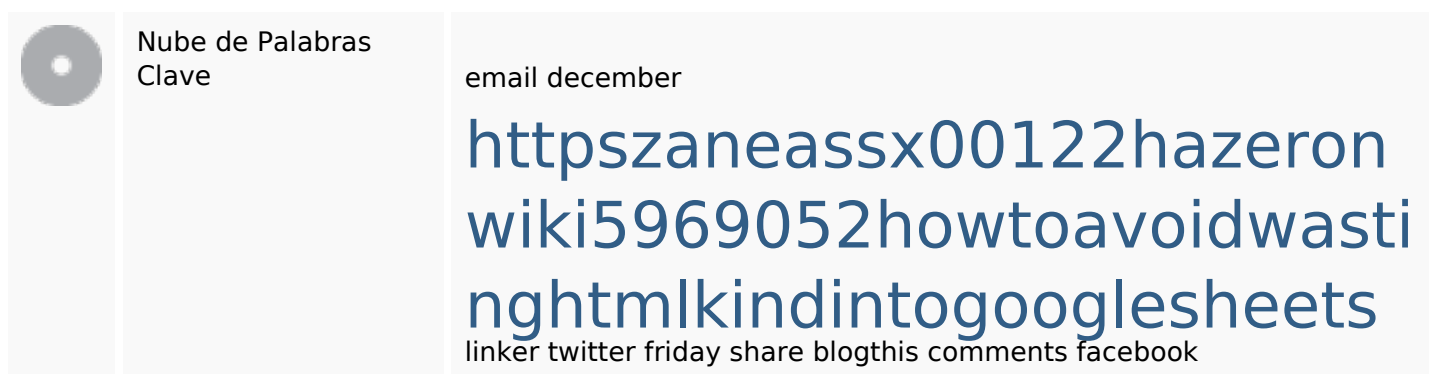 Nube de Palabras
Clave
email december
httpszaneassx00122hazeron
wiki5969052howtoavoidwasti
nghtmlkindintogooglesheets
linker twitter friday share blogthis comments facebook